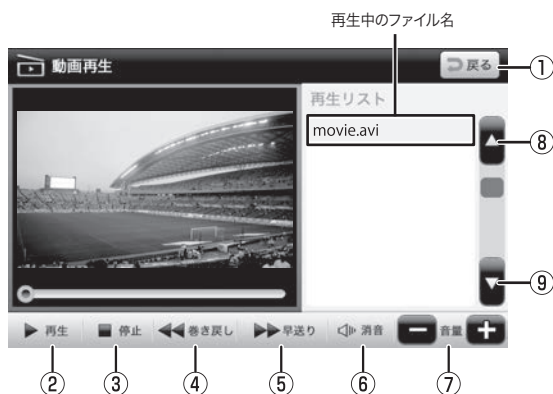 再生中のファイル名
動画再生
戻る
①
再生リスト
movie.avi
⑧
⑨
再生
停止
巻き戻し
早送り
消音
音量
②
③
④
⑤
⑥
⑦